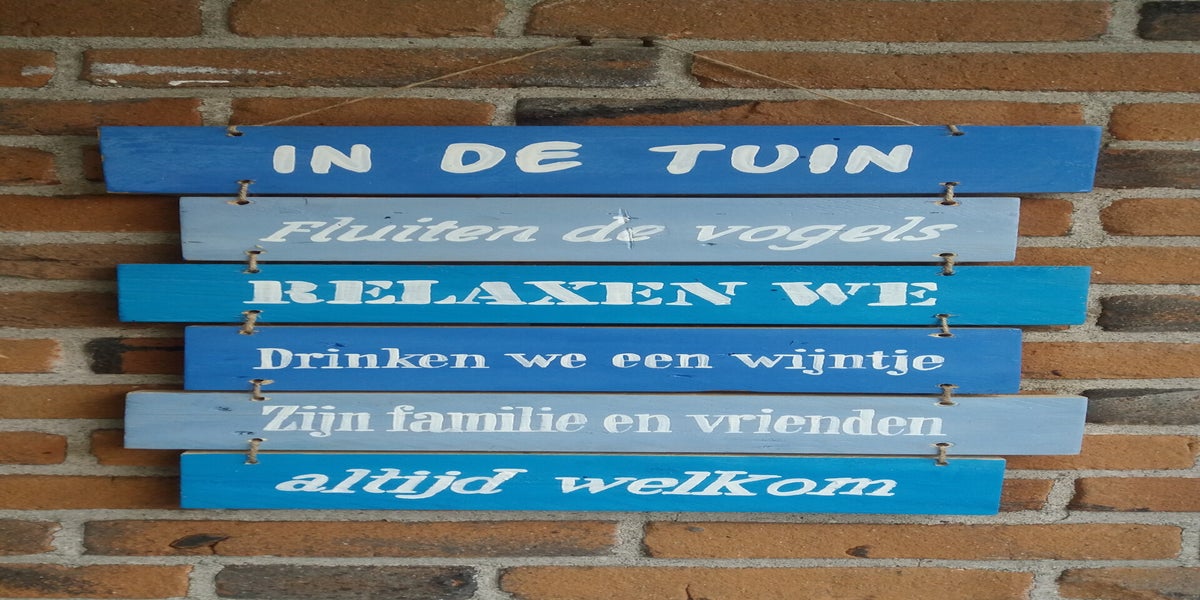 IN DE TUIN
Fluiten de vogels
RELAXEN WE
Drinken we een wijntje
Zijn familie en vrienden
altijd welkom